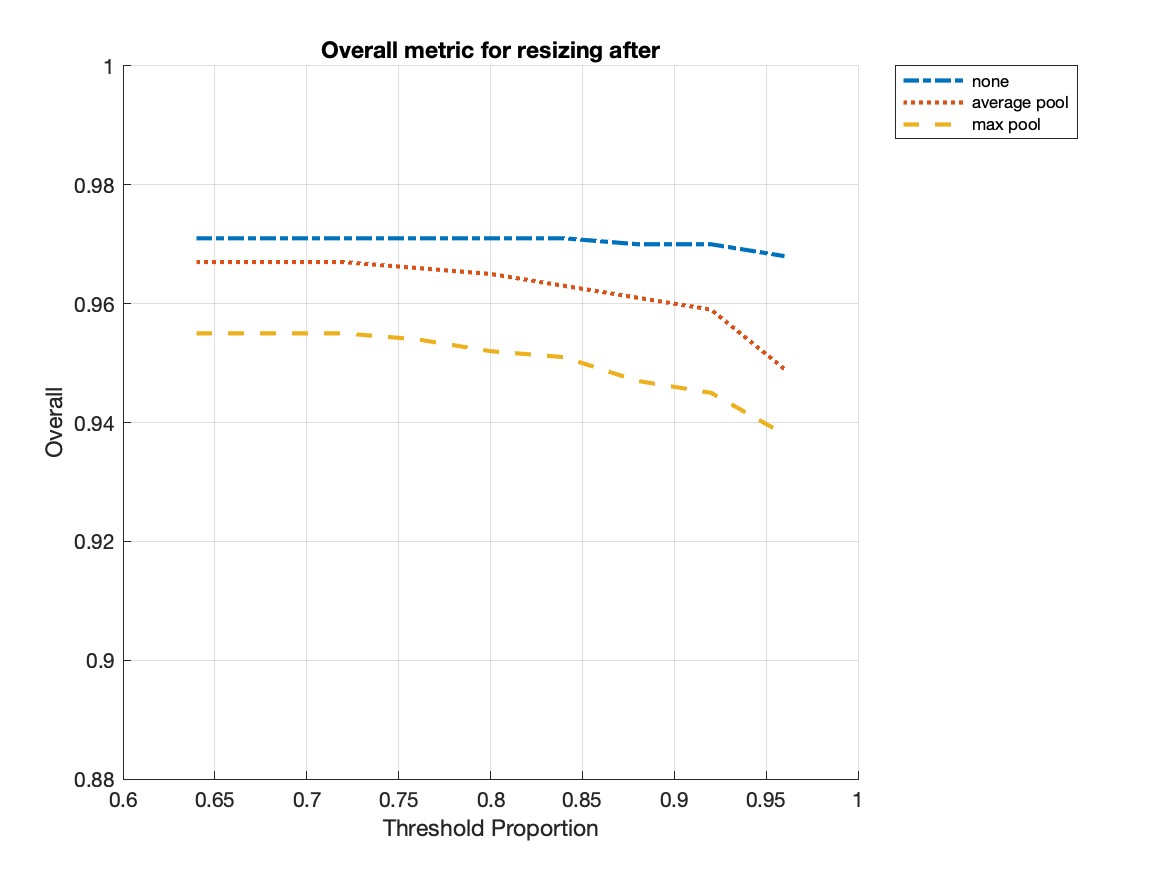 Overall metric for resizing after
1
0.98
0.96
0.94
0.92
0.9
0.88
Overall
0.6 0.65 0.7 0.75 0.8 0.85 0.9 0.95 1
Threshold Proportion
none
average pool
max pool